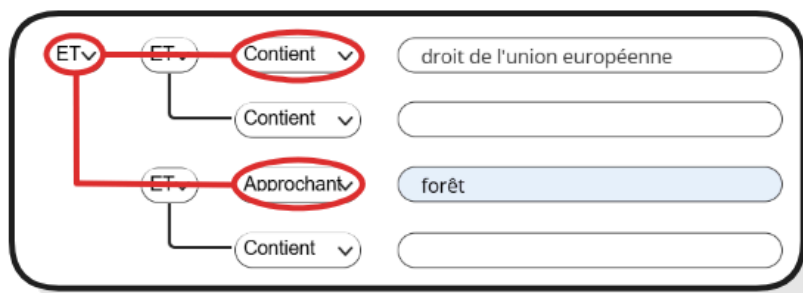 ET ET Contient droit de l'union européenne
Contient
ET Approchant forêt
Contient